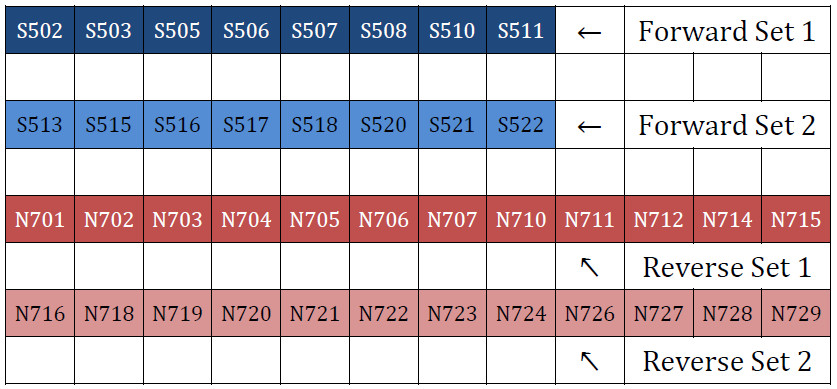 S502 S503 S505 S506 S507 S508 S510 S511 ← Forward Set 1
S513 S515 S516 S517 S518 S520 S521 S522 ← Forward Set 2
N701 N702 N703 N704 N705 N706 N707 N710 N711 N712 N714 N715
↖ Reverse Set 1
N716 N718 N719 N720 N721 N722 N723 N724 N726 N727 N728 N729
↖ Reverse Set 2